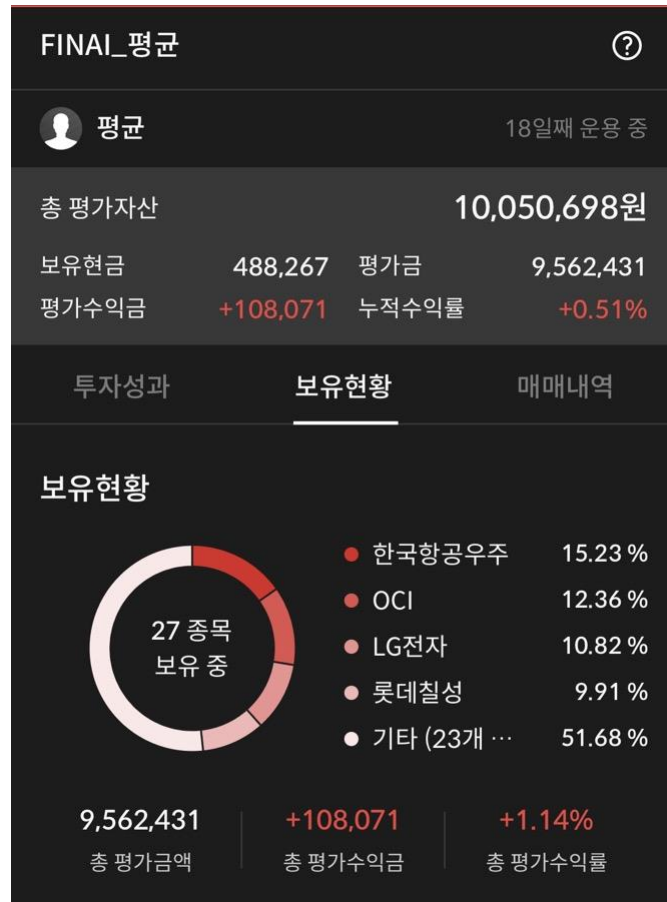 FINAI_평균
?
평균 18일째 운용 중
총 평가자산 10,050,698원
보유현금 488,267 평가금 9,562,431
평가수익금 +108,071 누적수익률 +0.51%
투자성과 보유현황 매매내역
보유현황
27 종목
보유 중
한국항공우주 15.23 %
OCI 12.36 %
LG전자 10.82 %
롯데칠성 9.91 %
기타 (23개 … 51.68 %
9,562,431 +108,071 +1.14%
총 평가금액 총 평가수익금 총 평가수익률